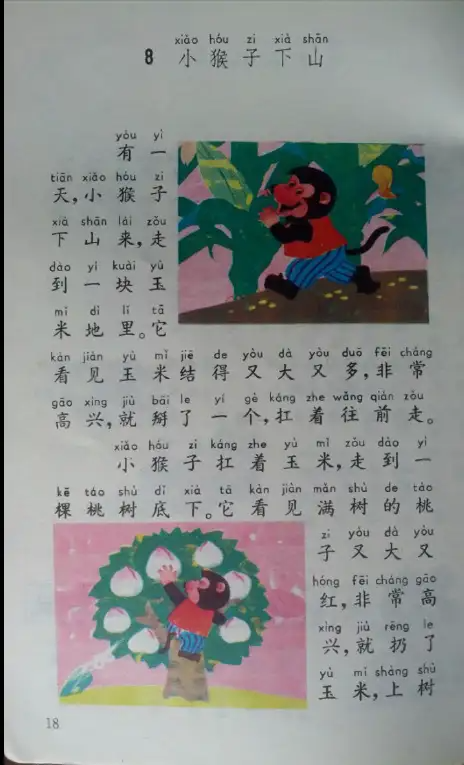 xiǎo hóu zi xià shān
8 小猴子下山
yǒu yì
有一
tiān xiǎo hóu zi
天,小猴子
xià shān lái zǒu
下山来,走
dào yí kuài yù
到一块玉
mǐ dì lǐ tā
米地里。它
kàn jiàn yù mǐ jiē de yòu dà yòu duō fēi cháng
看见玉米结得又大又多,非常
gāo xìng jiù bāi le yí gè káng zhe wǎng qián zǒu
高兴,就掰了一个,扛着往前走。
xiǎo hóu zi káng zhe yù mǐ zǒu dào yì
小猴子扛着玉米,走到一
kē táo shù dǐ xià tā kàn jiàn mǎn shù de táo
棵桃树底下。它看见满树的桃
zi yòu dà yòu
子又大又
hóng fēi cháng gāo
红,非常高
xìng jiù rēng le
兴,就扔了
yù mǐ shàng shù
玉米,上树
18